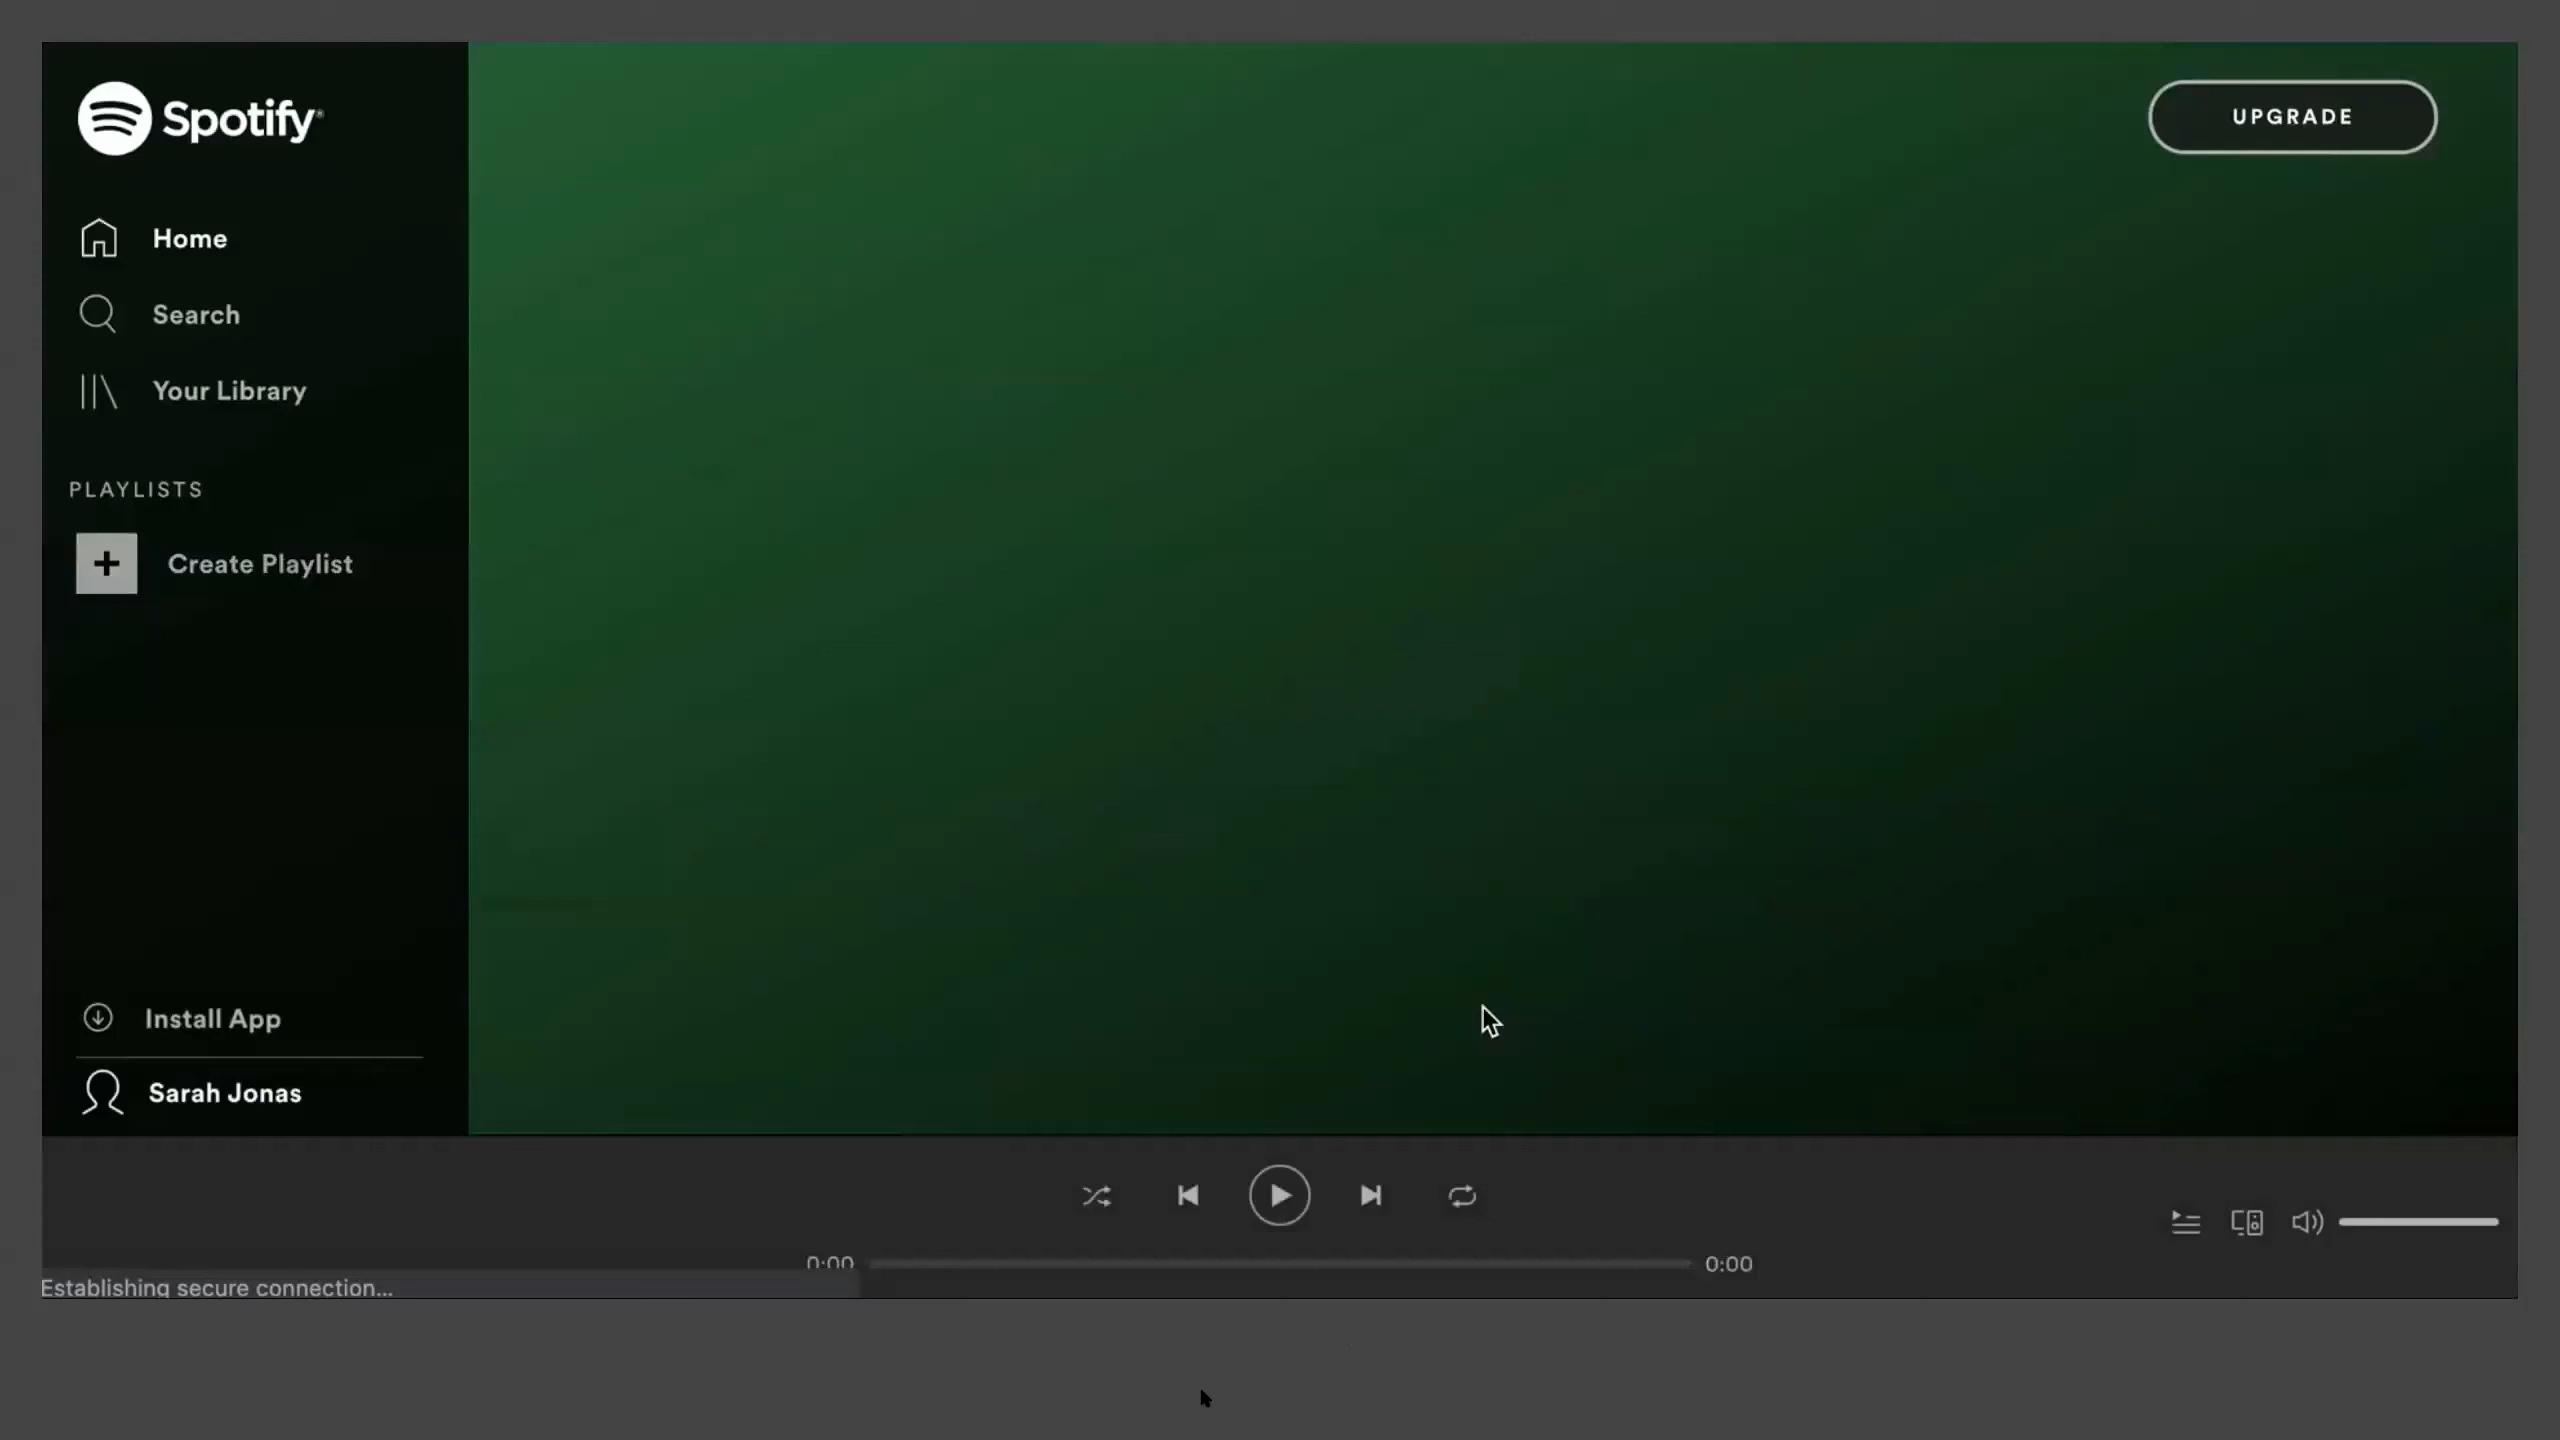 Spotify
UPGRADE
Home
Search
Your Library
PLAYLISTS
Create Playlist
Install App
Sarah Jonas
0:00
0:00
Establishing secure connection...